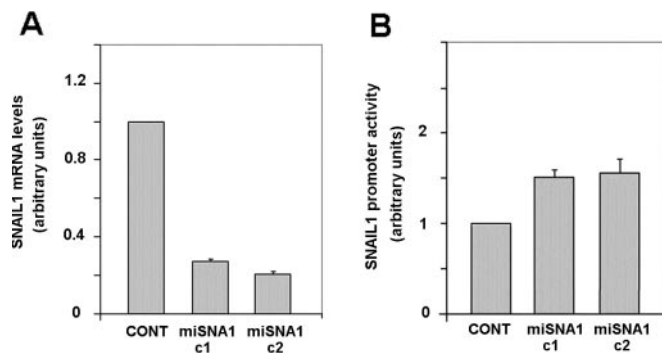 A
SNAIL1 mRNA levels
(arbitrary units)
1.2
0.8
0.4
0
CONT miSNA1 miSNA1
c1 c2
B
SNAIL1 promoter activity
(arbitrary units)
2
1
0
CONT miSNA1 miSNA1
c1 c2